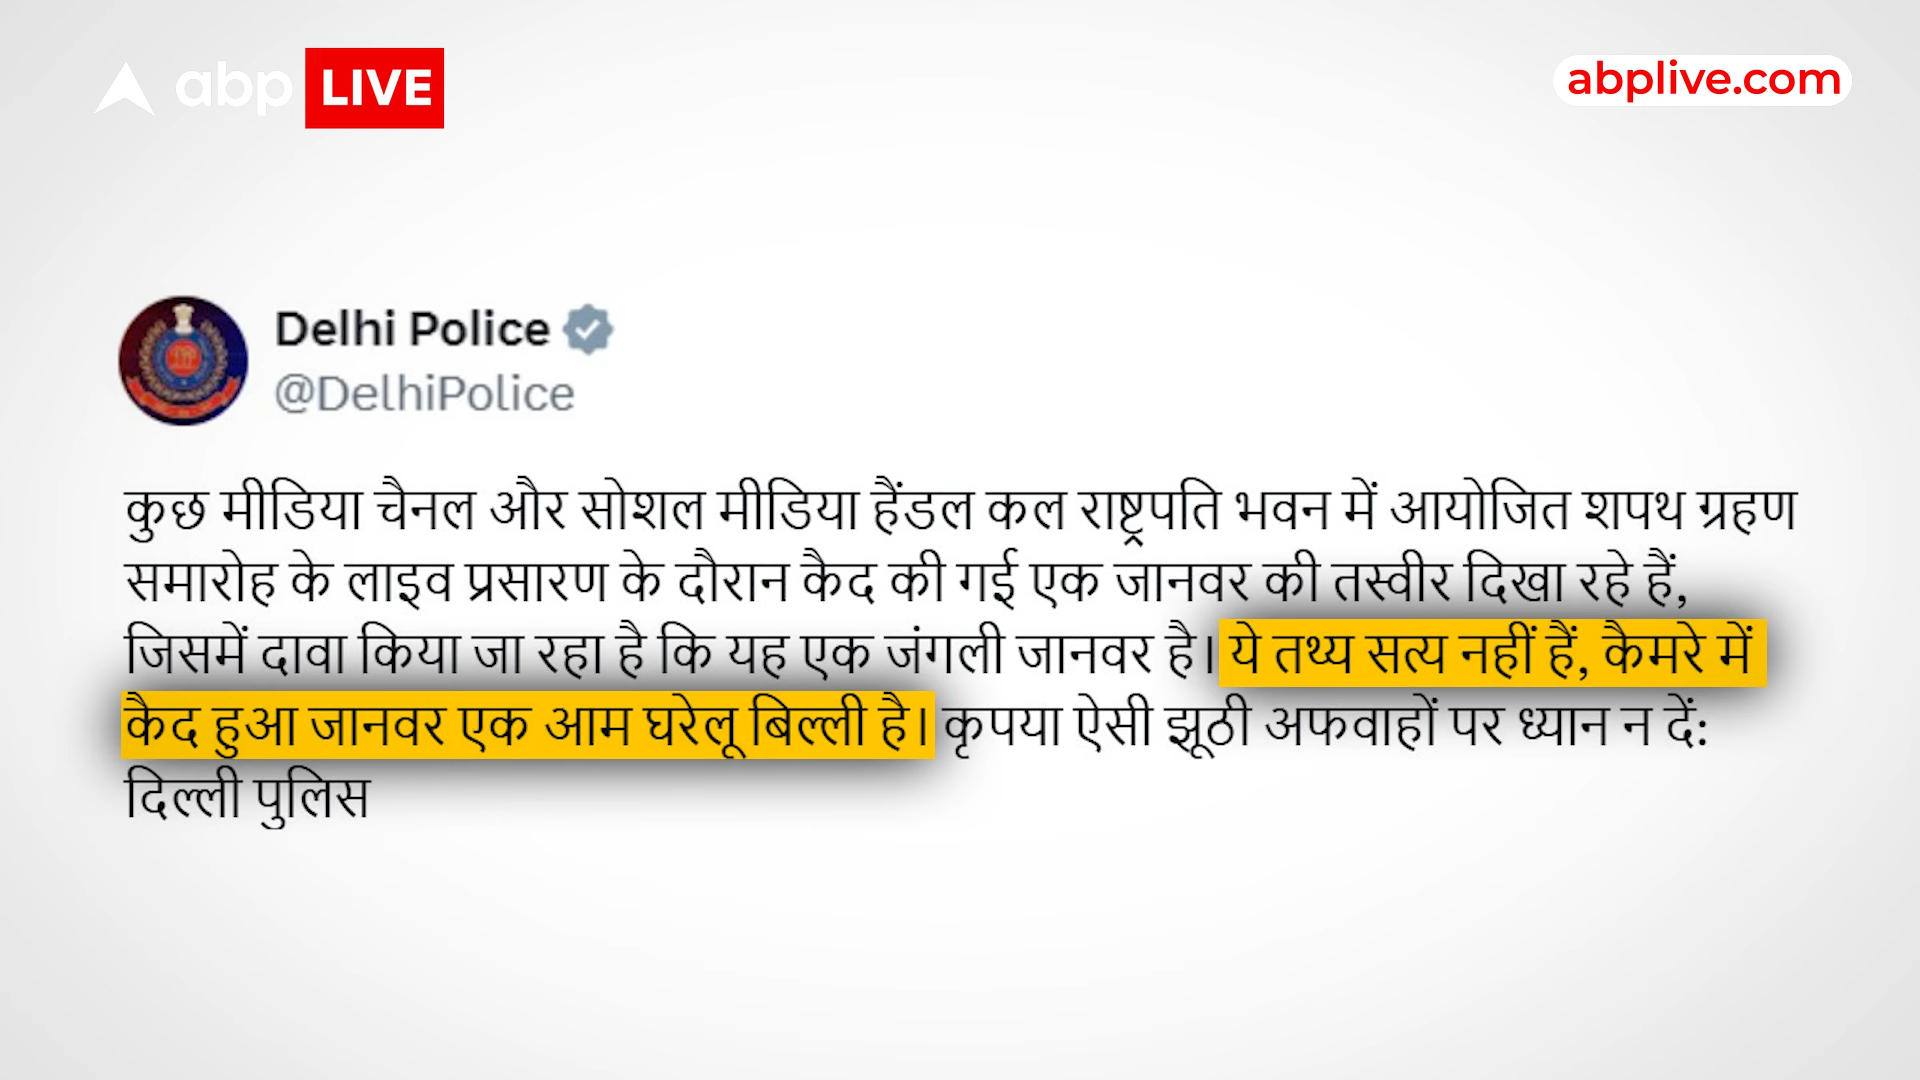 abp LIVE
abplive.com
Delhi Police
@DelhiPolice
कुछ मीडिया चैनल और सोशल मीडिया हैंडल कल राष्ट्रपति भवन में आयोजित शपथ ग्रहण
समारोह के लाइव प्रसारण के दौरान कैद की गई एक जानवर की तस्वीर दिखा रहे हैं,
जिसमें दावा किया जा रहा है कि यह एक जंगली जानवर है। ये तथ्य सत्य नहीं हैं, कैमरे में
कैद हुआ जानवर एक आम घरेलू बिल्ली है। कृपया ऐसी झूठी अफवाहों पर ध्यान न दें:
दिल्ली पुलिस